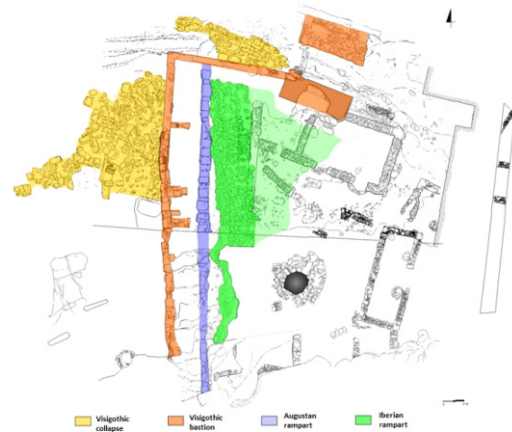 Visigothic
collapse
Visigothic
bastion
Augustan
rampart
Iberian
rampart